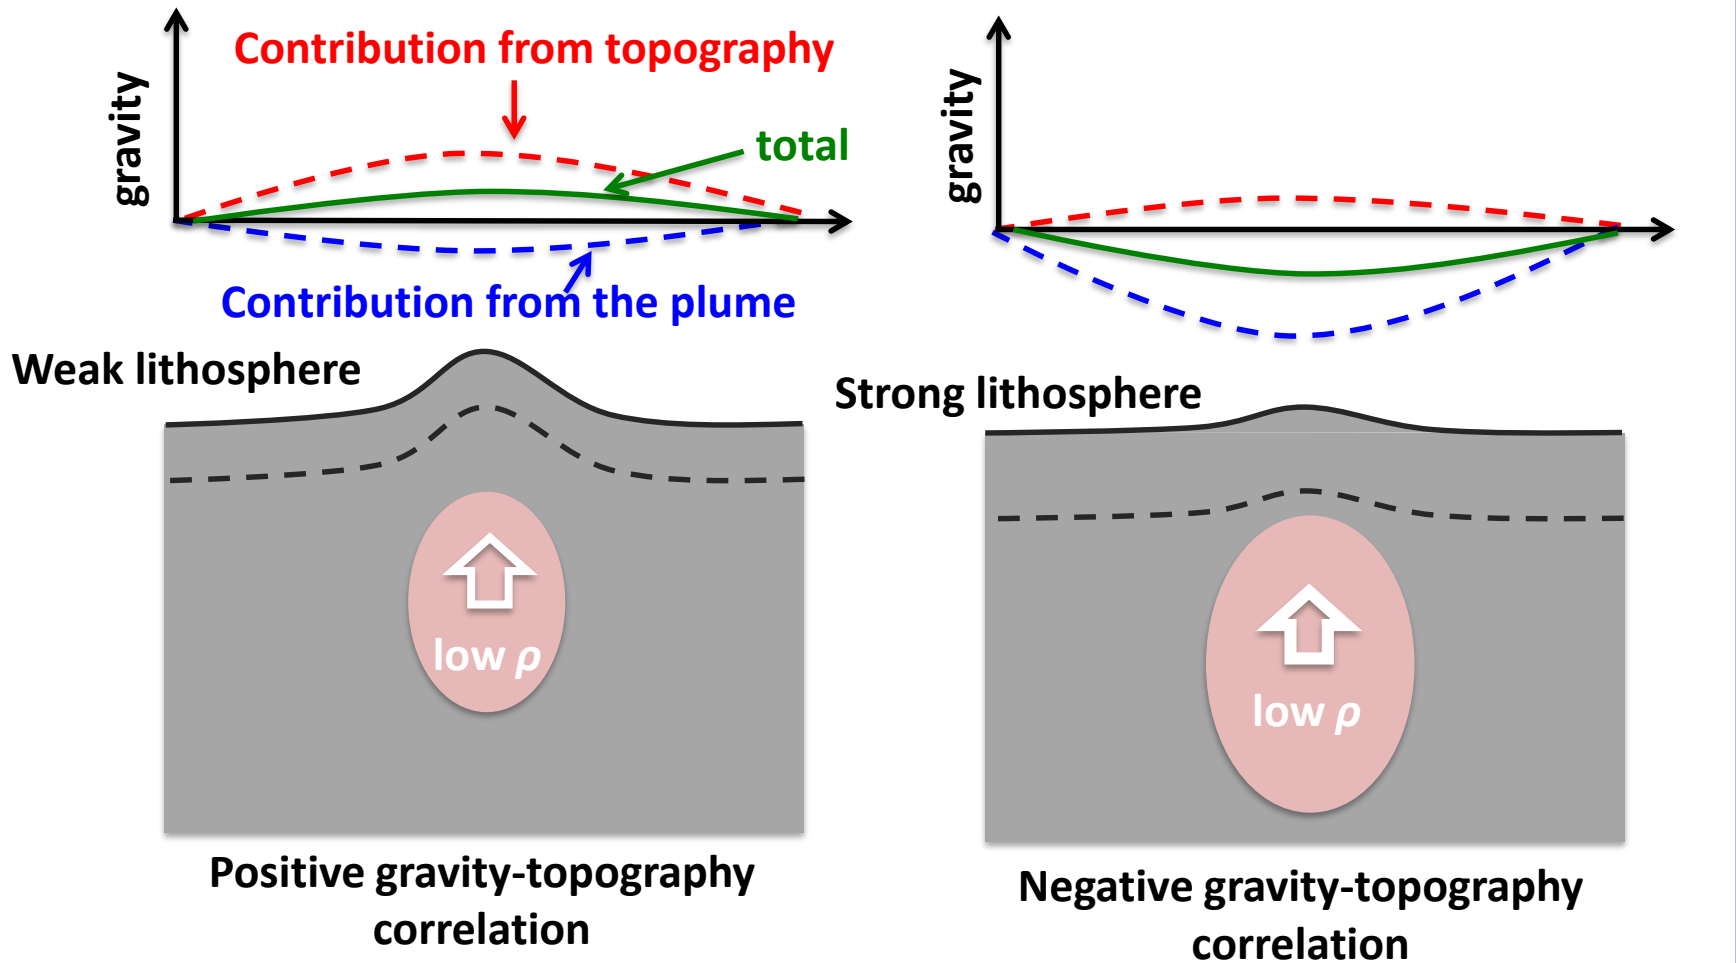 gravity
Contribution from topography
total
Contribution from the plume
Weak lithosphere
low ρ
Positive gravity-topography
correlation
gravity
Strong lithosphere
low ρ
Negative gravity-topography
correlation